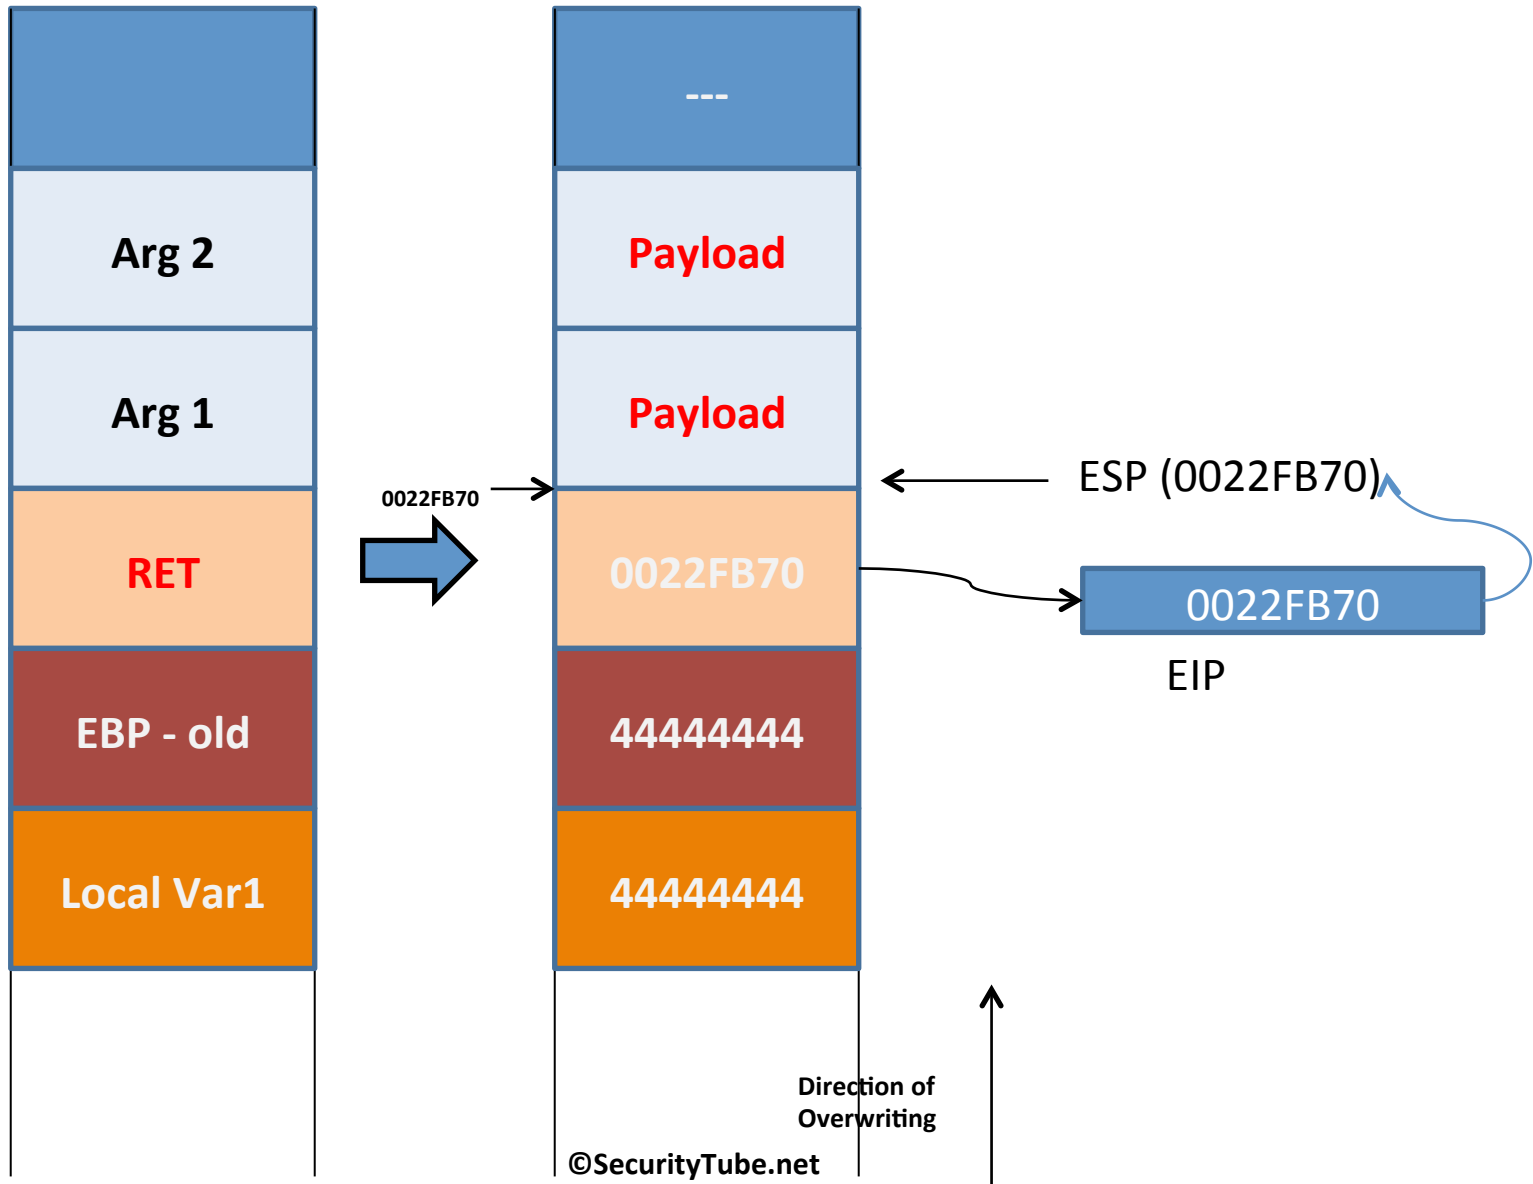 ---
Arg 2
Payload
Arg 1
Payload
ESP (0022FB70)
0022FB70
RET
0022FB70
0022FB70
EIP
EBP - old
44444444
Local Var1
44444444
Direction of
Overwriting
©SecurityTube.net